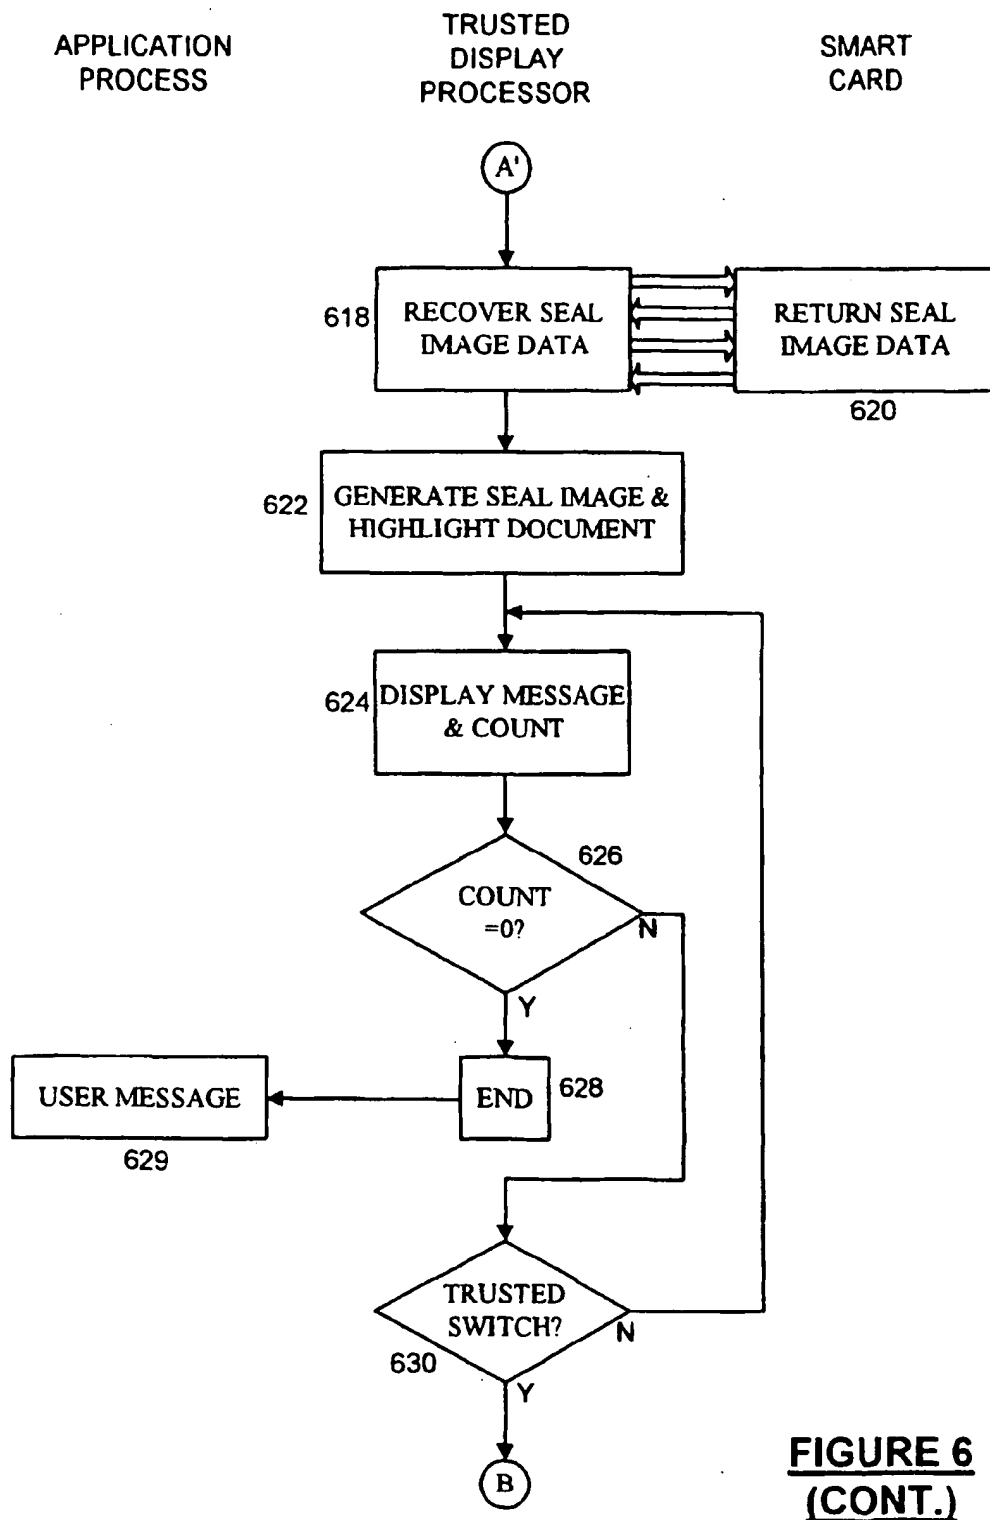 APPLICATION
PROCESS
TRUSTED
DISPLAY
PROCESSOR
SMART
CARD
A'
618
RECOVER SEAL
IMAGE DATA
RETURN SEAL
IMAGE DATA
620
622
GENERATE SEAL IMAGE &
HIGHLIGHT DOCUMENT
624
DISPLAY MESSAGE
& COUNT
626
COUNT
=0?
N
Y
USER MESSAGE
629
END
628
TRUSTED
SWITCH?
N
630
Y
B
FIGURE 6
(CONT.)